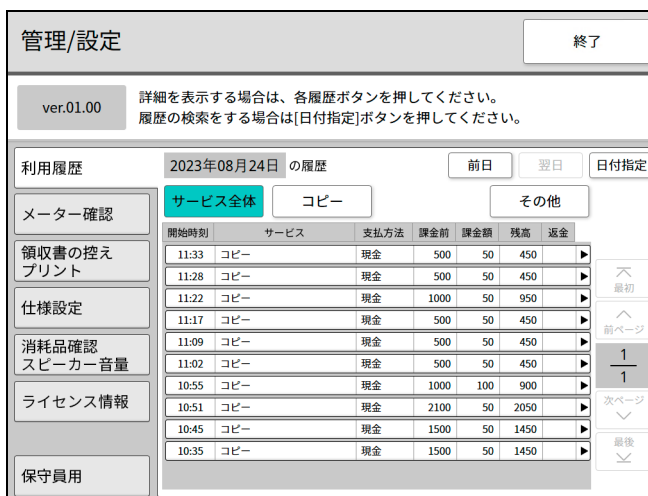 管理/設定
終了
ver.01.00
詳細を表示する場合は、各履歴ボタンを押してください。
履歴の検索をする場合は[日付指定]ボタンを押してください。
利用履歴
メーター確認
領収書の控え
プリント
仕様設定
消耗品確認
スピーカー音量
ライセンス情報
保守員用
2023年08月24日 の履歴
前日
翌日
日付指定
サービス全体
コピー
その他
開始時刻 サービス 支払方法 課金前 課金額 残高 返金
11:33 コピー 現金 500 50 450 ▶
11:28 コピー 現金 500 50 450 ▶
11:22 コピー 現金 1000 50 950 ▶
11:17 コピー 現金 500 50 450 ▶
11:09 コピー 現金 500 50 450 ▶
11:02 コピー 現金 500 50 450 ▶
10:55 コピー 現金 1000 100 900 ▶
10:51 コピー 現金 2100 50 2050 ▶
10:45 コピー 現金 1500 50 1450 ▶
10:35 コピー 現金 1500 50 1450 ▶
最初
前ページ
1
1
次ページ
最後